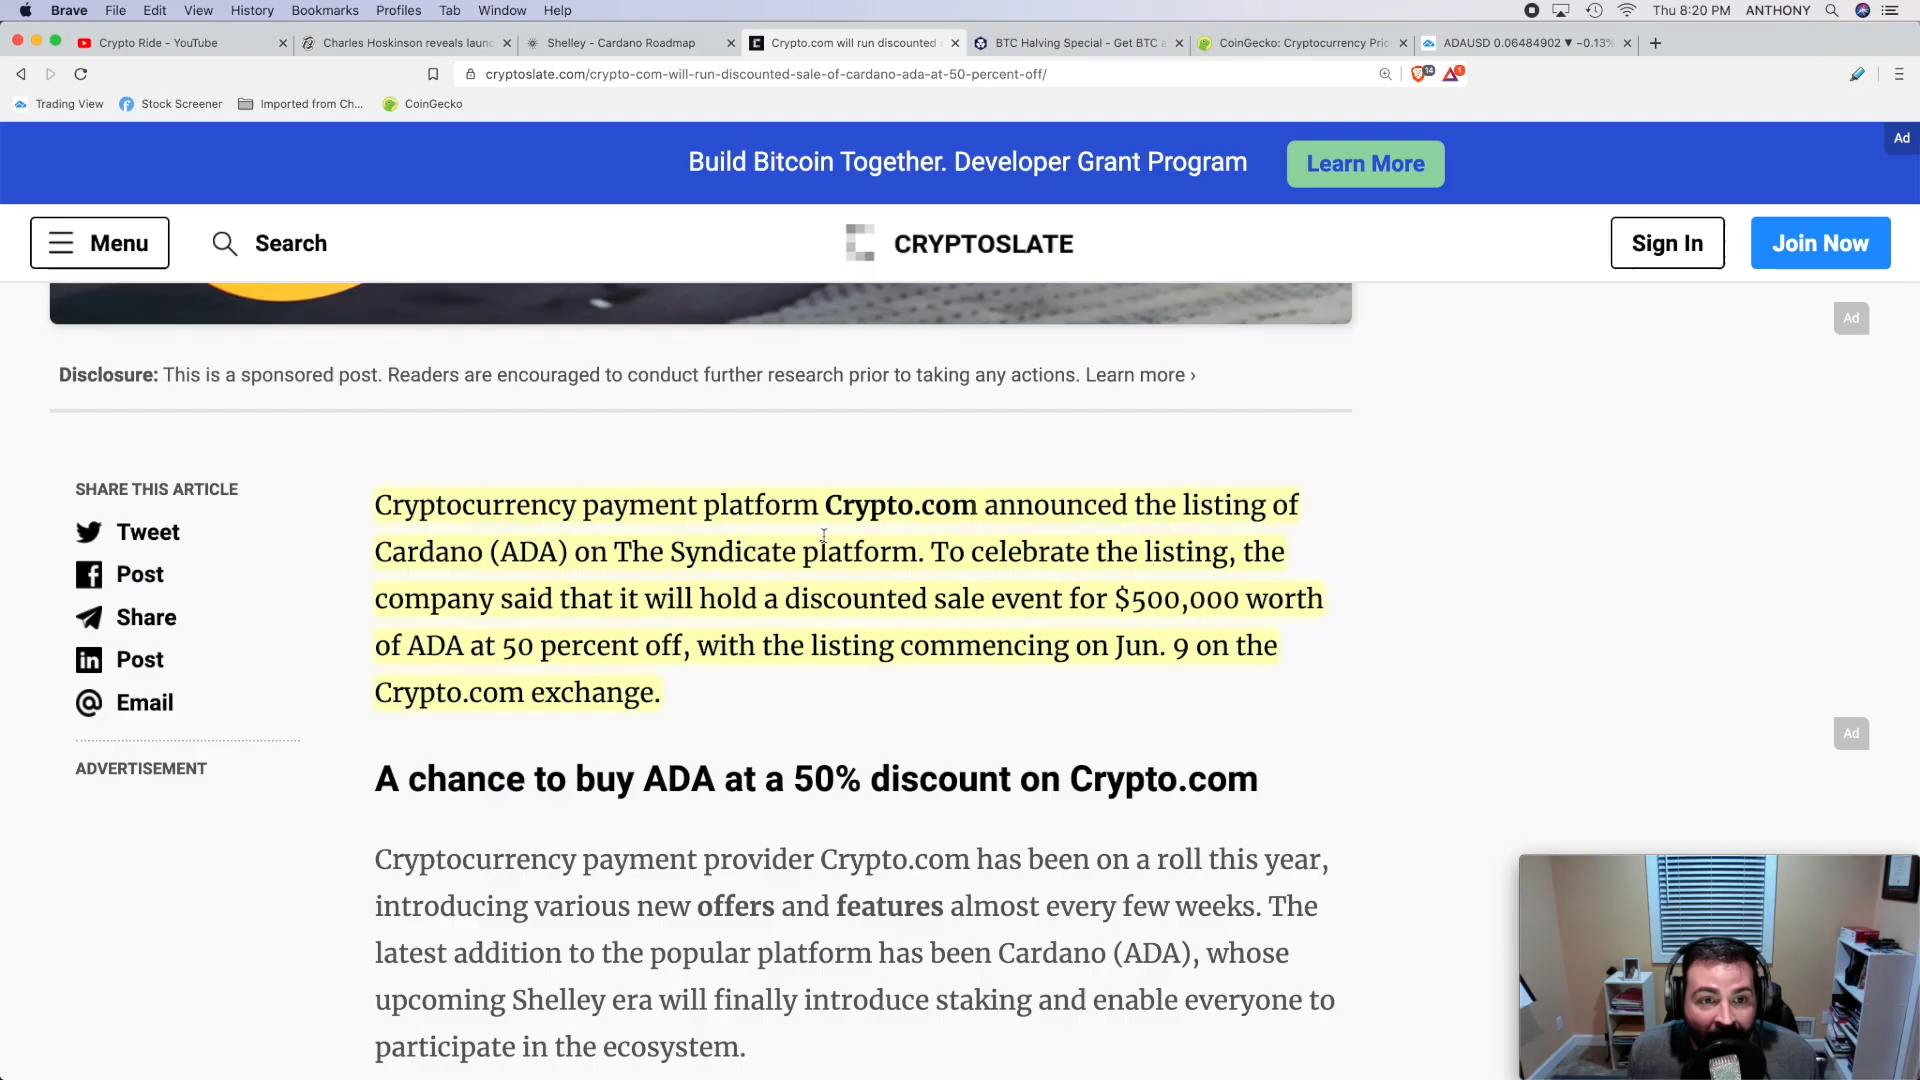 Brave File Edit View History Bookmarks Profiles Tab Window Help Thu 8:20 PM ANTHONY
Crypto Ride - YouTube Charles Hoskinson reveals laun Shelley - Cardano Roadmap Crypto.com will run discounted BTC Halving Special - Get BTC a CoinGecko: Cryptocurrency Pric ADAUSD 0.06484902 ▼ −0.13%
cryptoslate.com/crypto-com-will-run-discounted-sale-of-cardano-ada-at-50-percent-off/ 14 1
Trading View Stock Screener Imported from Ch... CoinGecko
Build Bitcoin Together. Developer Grant Program Learn More Ad
Menu Search CRYPTOSLATE Sign In Join Now
Ad
Disclosure: This is a sponsored post. Readers are encouraged to conduct further research prior to taking any actions. Learn more ›
SHARE THIS ARTICLE
Tweet
Post
Share
Post
Email
ADVERTISEMENT
Cryptocurrency payment platform Crypto.com announced the listing of
Cardano (ADA) on The Syndicate platform. To celebrate the listing, the
company said that it will hold a discounted sale event for $500,000 worth
of ADA at 50 percent off, with the listing commencing on Jun. 9 on the
Crypto.com exchange.
Ad
A chance to buy ADA at a 50% discount on Crypto.com
Cryptocurrency payment provider Crypto.com has been on a roll this year,
introducing various new offers and features almost every few weeks. The
latest addition to the popular platform has been Cardano (ADA), whose
upcoming Shelley era will finally introduce staking and enable everyone to
participate in the ecosystem.